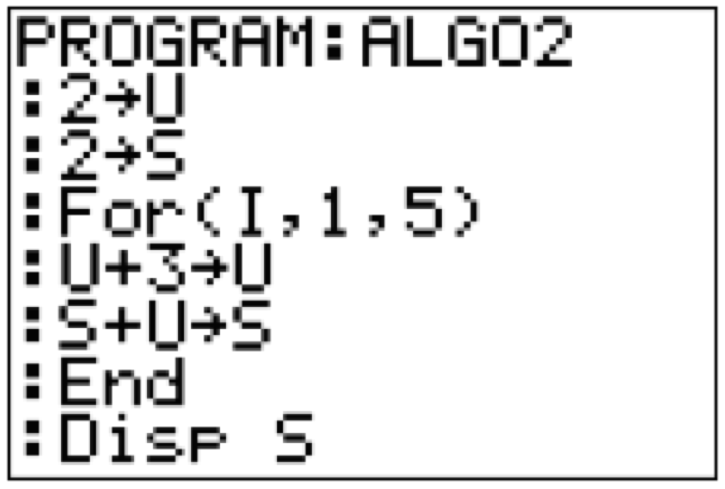 PROGRAM:ALGO2
:2→U
:2→S
:For(I,1,5)
:U+3→U
:S+U→S
:End
:Disp S